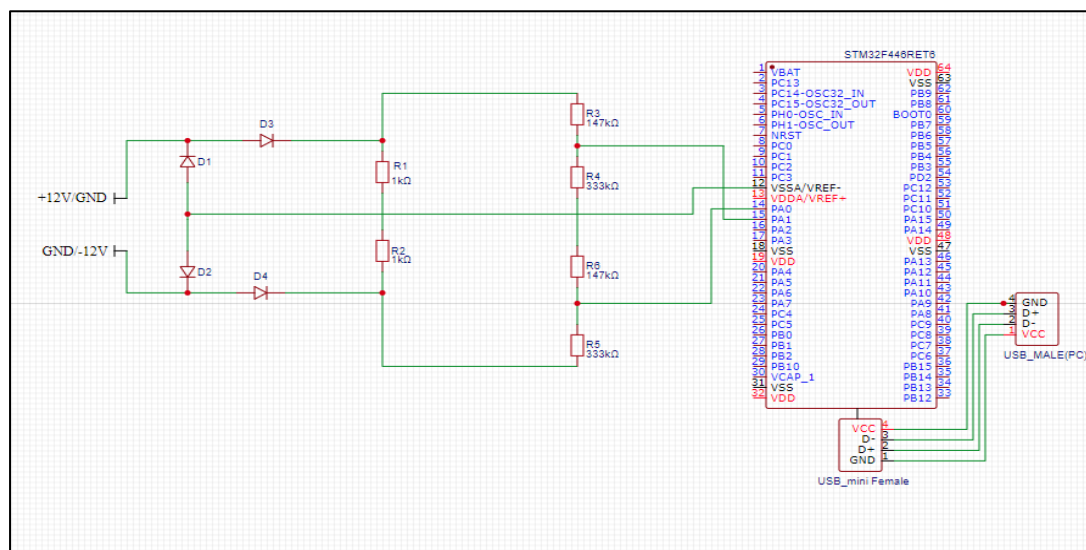 STM32F446RET6
1 VBAT
2 PC13
3 PC14-OSC32_IN
4 PC15-OSC32_OUT
5 PH0-OSC_IN
6 PH1-OSC_OUT
7 NRST
8 PC0
9 PC1
10 PC2
11 PC3
12 VSSA/VREF-
13 VDDA/VREF+
14 PA0
15 PA1
16 PA2
17 PA3
18 VSS
19 VDD
20 PA4
21 PA5
22 PA6
23 PA7
24 PC4
25 PC5
26 PB0
27 PB1
28 PB2
29 PB10
30 VCAP_1
31 VSS
32 VDD
VDD 64
VSS 63
PB9 62
PB8 61
BOOT0 60
PB7 59
PB6 58
PB5 57
PB4 56
PB3 55
PD2 54
PC12 53
PC11 52
PC10 51
PA15 50
PA14 49
VDD 48
VSS 47
PA13 46
PA12 45
PA11 44
PA10 43
PA9 42
PA8 41
PC9 40
PC8 39
PC7 38
PC6 37
PB15 36
PB14 35
PB13 34
PB12 33
D3
D1
+12V/GND
GND/-12V
D2
D4
R1
1kΩ
R2
1kΩ
R3
147kΩ
R4
333kΩ
R6
147kΩ
R5
333kΩ
4 GND
3 D+
2 D-
1 VCC
USB_MALE(PC)
VCC 4
D- 3
D+ 2
GND 1
USB_mini Female